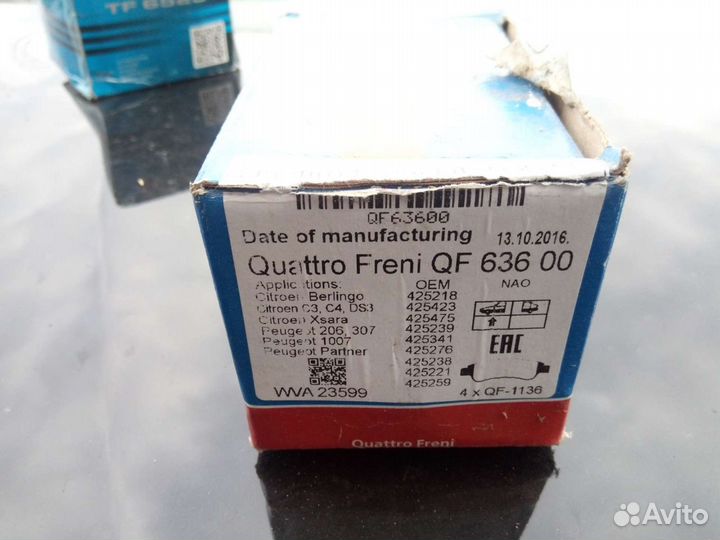 TF 652
QF63600
Date of manufacturing 13.10.2016.
Quattro Freni QF 636 00
Applications:
Citroen Berlingo
Citroen C3, C4, DS3
Citroen Xsara
Peugeot 206, 307
Peugeot 1007
Peugeot Partner
WVA 23599
OEM
425218
425423
425475
425239
425341
425276
425238
425221
425259
NAO
EAC
4 x QF-1136
Quattro Freni
Avito